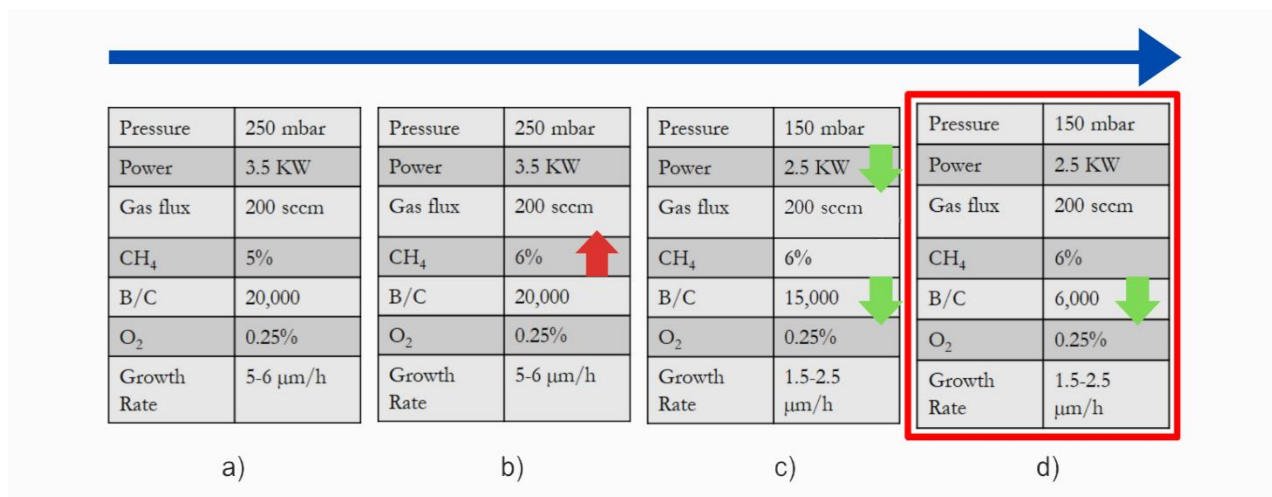 Pressure 250 mbar
Power 3.5 KW
Gas flux 200 sccm
CH₄ 5%
B/C 20,000
O₂ 0.25%
Growth 5-6 μm/h
Rate
a)
Pressure 250 mbar
Power 3.5 KW
Gas flux 200 sccm
CH₄ 6%
B/C 20,000
O₂ 0.25%
Growth 5-6 μm/h
Rate
b)
Pressure 150 mbar
Power 2.5 KW
Gas flux 200 sccm
CH₄ 6%
B/C 15,000
O₂ 0.25%
Growth 1.5-2.5
Rate μm/h
c)
Pressure 150 mbar
Power 2.5 KW
Gas flux 200 sccm
CH₄ 6%
B/C 6,000
O₂ 0.25%
Growth 1.5-2.5
Rate μm/h
d)